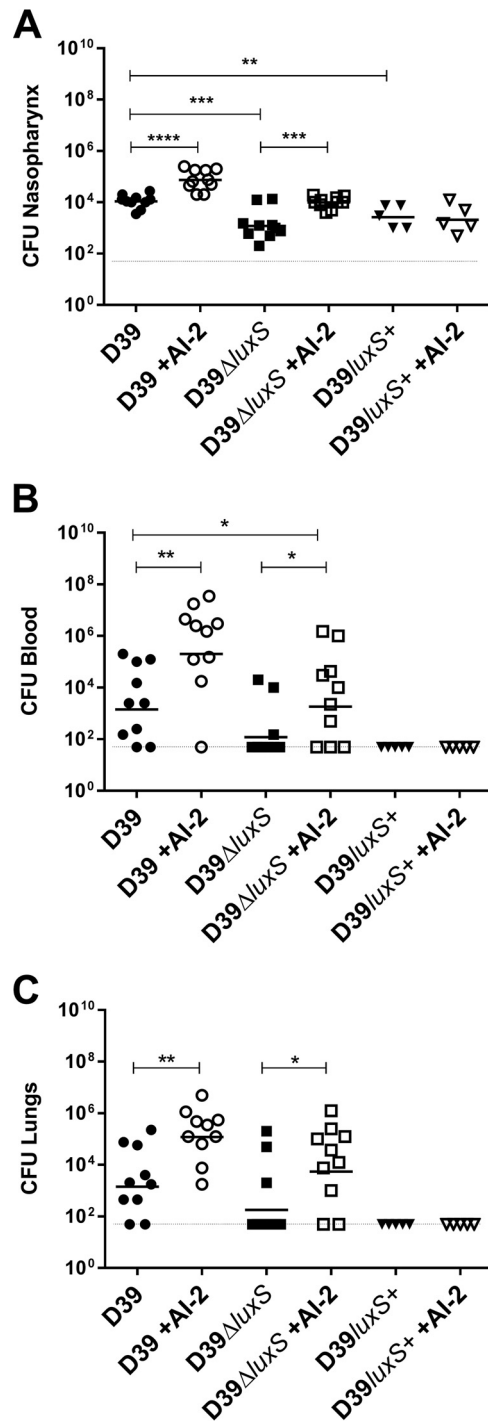 A
CFU Nasopharynx
10^10
10^8
10^6
10^4
10^2
10^0
**
***
****
***
D39
D39 +AI-2
D39ΔluxS
D39ΔluxS +AI-2
D39luxS+
D39luxS+ +AI-2
B
CFU Blood
10^10
10^8
10^6
10^4
10^2
10^0
*
**
*
D39
D39 +AI-2
D39ΔluxS
D39ΔluxS +AI-2
D39luxS+
D39luxS+ +AI-2
C
CFU Lungs
10^10
10^8
10^6
10^4
10^2
10^0
**
*
D39
D39 +AI-2
D39ΔluxS
D39ΔluxS +AI-2
D39luxS+
D39luxS+ +AI-2